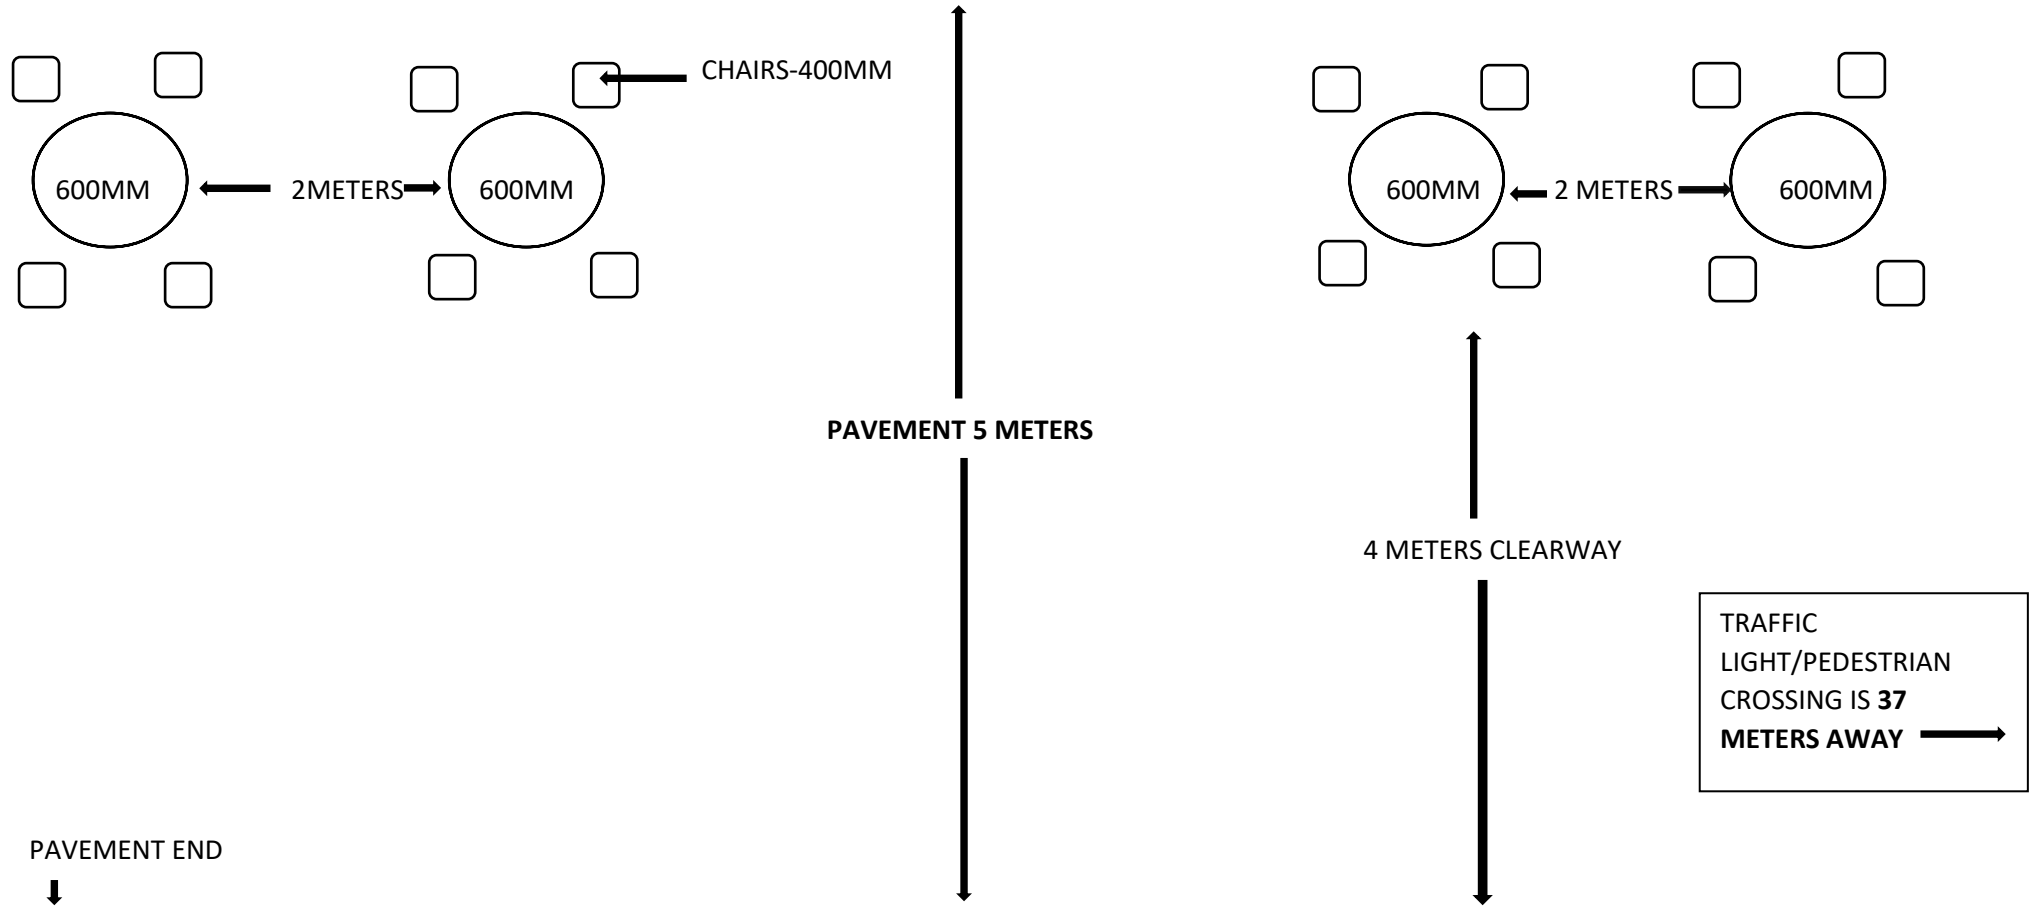 CHAIRS-400MM
600MM
2METERS
600MM
600MM
2 METERS
600MM
PAVEMENT 5 METERS
4 METERS CLEARWAY
TRAFFIC
LIGHT/PEDESTRIAN
CROSSING IS 37
METERS AWAY
PAVEMENT END